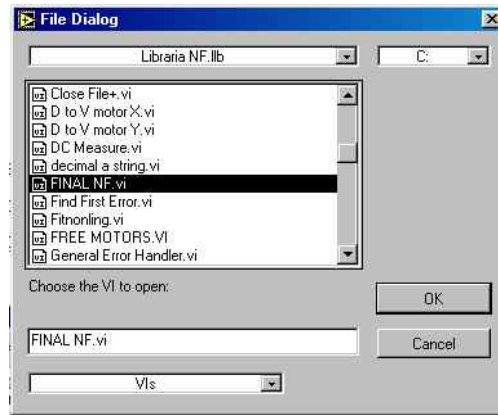 File Dialog
Libraria NF.llb
C:
Close File+.vi
D to V motor X.vi
D to V motor Y.vi
DC Measure.vi
decimal a string.vi
FINAL NF.vi
Find First Error.vi
Fitnonling.vi
FREE MOTORS.VI
General Error Handler.vi
Choose the VI to open:
OK
FINAL NF.vi
Cancel
VIs